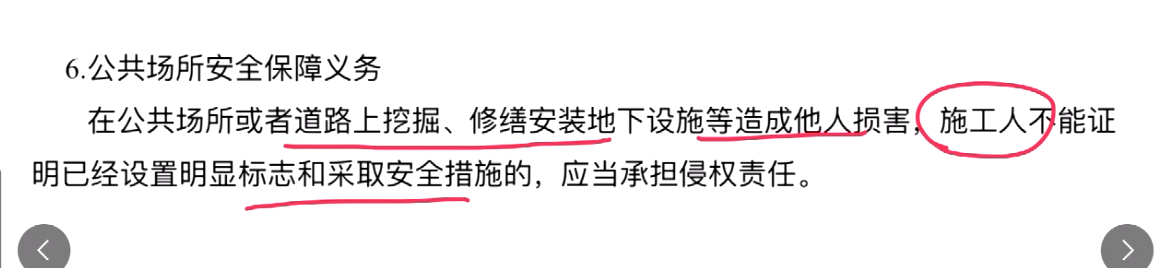 6.公共场所安全保障义务
在公共场所或者道路上挖掘、修缮安装地下设施等造成他人损害，施工人不能证
明已经设置明显标志和采取安全措施的，应当承担侵权责任。